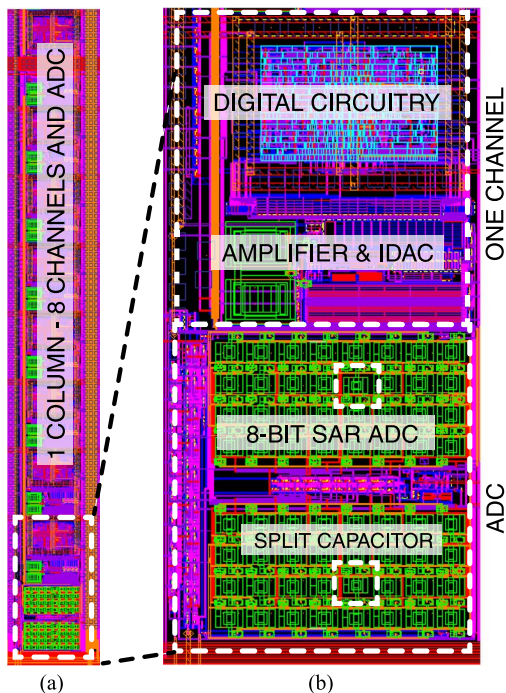 1 COLUMN - 8 CHANNELS AND ADC
DIGITAL CIRCUITRY
AMPLIFIER & IDAC
ONE CHANNEL
8-BIT SAR ADC
SPLIT CAPACITOR
ADC
(a)
(b)